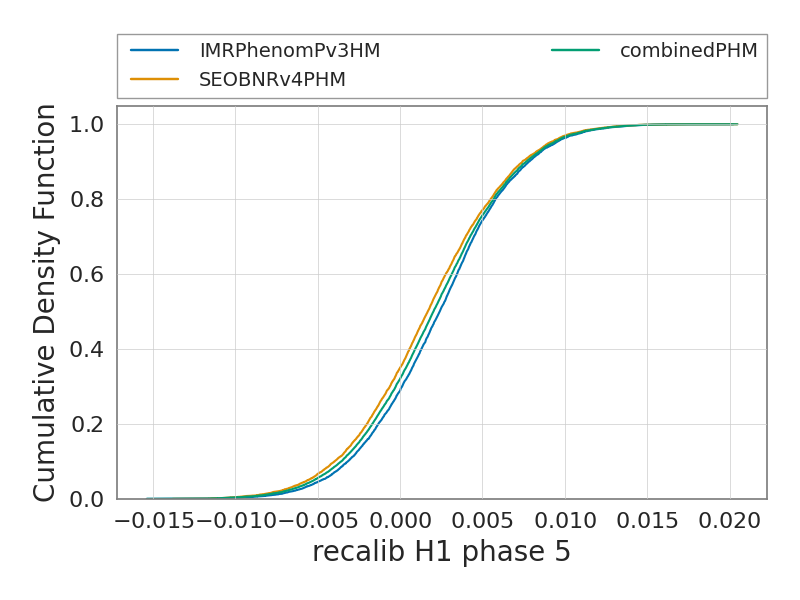 IMRPhenomPv3HM
SEOBNRv4PHM
combinedPHM
Cumulative Density Function
1.0
0.8
0.6
0.4
0.2
0.0
−0.015 −0.010 −0.005 0.000 0.005 0.010 0.015 0.020
recalib H1 phase 5